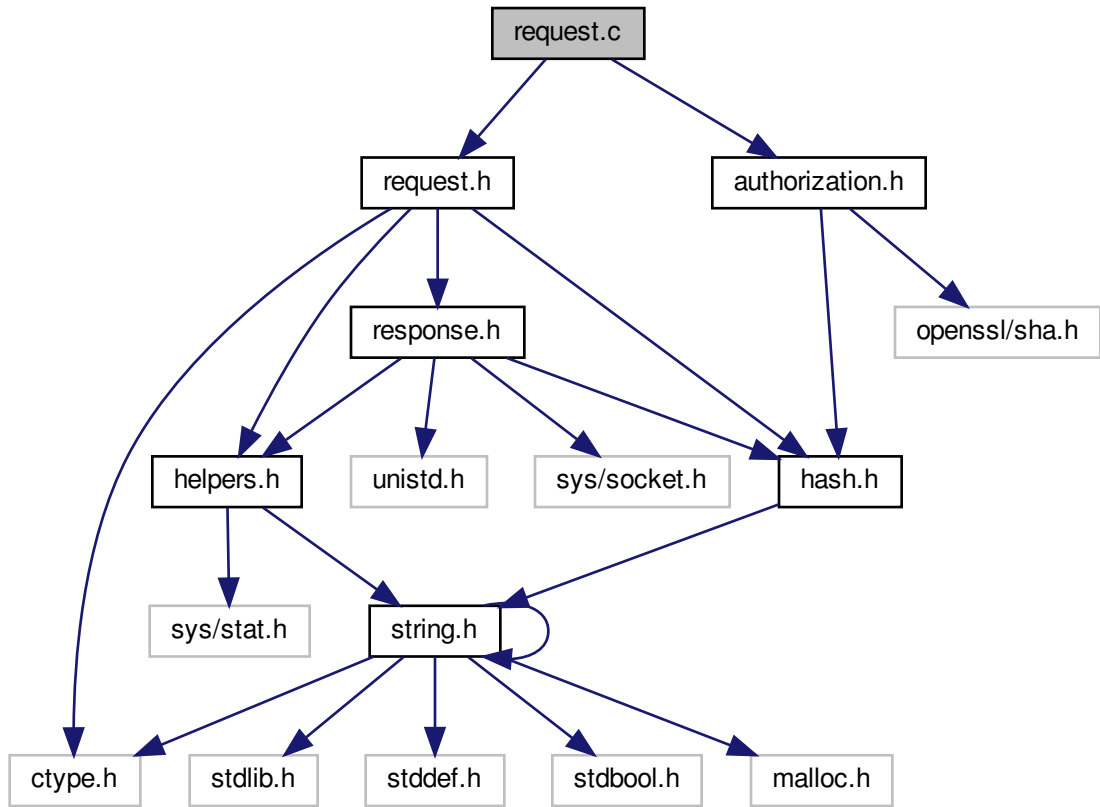 request.c
request.h
authorization.h
response.h
openssl/sha.h
helpers.h
unistd.h
sys/socket.h
hash.h
sys/stat.h
string.h
ctype.h
stdlib.h
stddef.h
stdbool.h
malloc.h